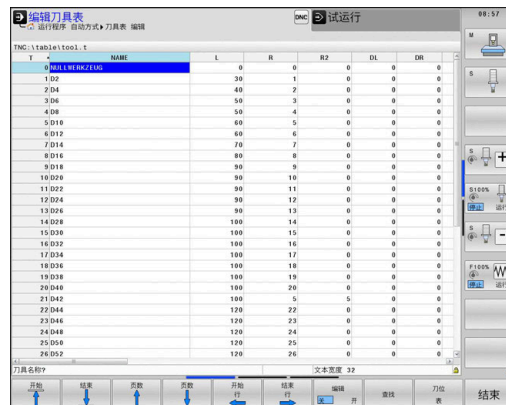 编辑刀具表
运行程序 自动方式▸刀具表 编辑
DNC
试运行
08:57
TNC:\table\tool.t
T NAME L R R2 DL DR
0 NULLWERKZEUG 0 0 0 0 0
1 D2 30 1 0 0 0
2 D4 40 2 0 0 0
3 D6 50 3 0 0 0
4 D8 50 4 0 0 0
5 D10 60 5 0 0 0
6 D12 60 6 0 0 0
7 D14 70 7 0 0 0
8 D16 80 8 0 0 0
9 D18 90 9 0 0 0
10 D20 90 10 0 0 0
11 D22 90 11 0 0 0
12 D24 90 12 0 0 0
13 D26 90 13 0 0 0
14 D28 100 14 0 0 0
15 D30 100 15 0 0 0
16 D32 100 16 0 0 0
17 D34 100 17 0 0 0
18 D36 100 18 0 0 0
19 D38 100 19 0 0 0
20 D40 100 20 0 0 0
21 D42 100 5 5 0 0
22 D44 120 22 0 0 0
23 D46 120 23 0 0 0
24 D48 120 24 0 0 0
25 D50 120 25 0 0 0
26 D52 120 26 0 0 0
刀具名称?
文本宽度 32
M
S
S
S100%
停止 运行
S
F100%
停止 运行
开始
结束
页数
页数
开始 行
结束 行
编辑 关 开
查找
刀位 表
结束